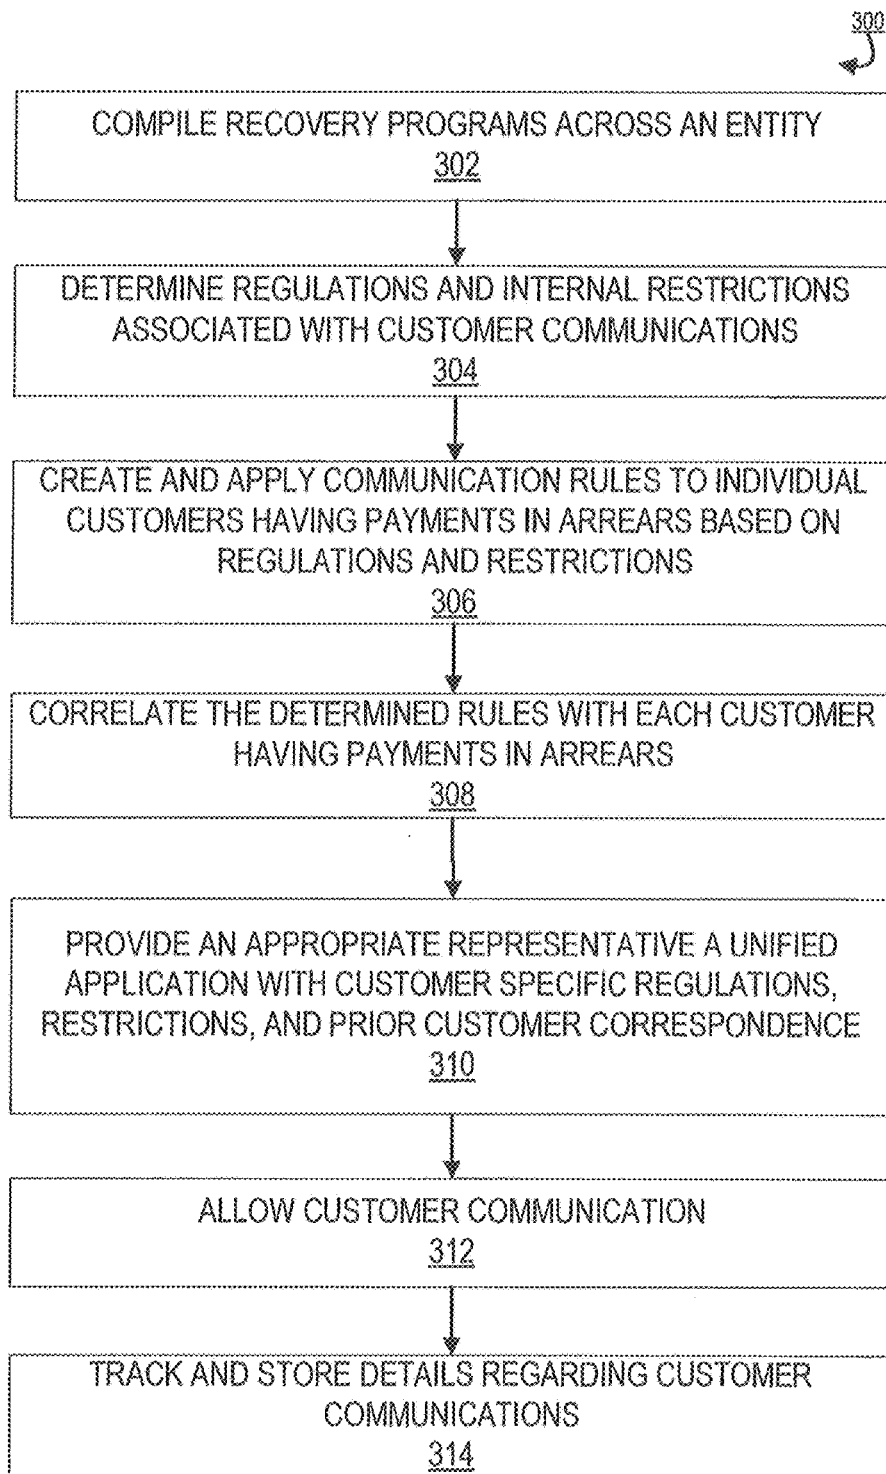 300
COMPILE RECOVERY PROGRAMS ACROSS AN ENTITY
302
DETERMINE REGULATIONS AND INTERNAL RESTRICTIONS
ASSOCIATED WITH CUSTOMER COMMUNICATIONS
304
CREATE AND APPLY COMMUNICATION RULES TO INDIVIDUAL
CUSTOMERS HAVING PAYMENTS IN ARREARS BASED ON
REGULATIONS AND RESTRICTIONS
306
CORRELATE THE DETERMINED RULES WITH EACH CUSTOMER
HAVING PAYMENTS IN ARREARS
308
PROVIDE AN APPROPRIATE REPRESENTATIVE A UNIFIED
APPLICATION WITH CUSTOMER SPECIFIC REGULATIONS,
RESTRICTIONS, AND PRIOR CUSTOMER CORRESPONDENCE
310
ALLOW CUSTOMER COMMUNICATION
312
TRACK AND STORE DETAILS REGARDING CUSTOMER
COMMUNICATIONS
314